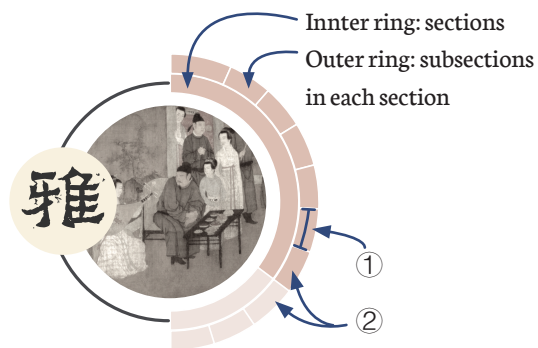 Innter ring: sections
Outer ring: subsections
in each section
雅
①
②